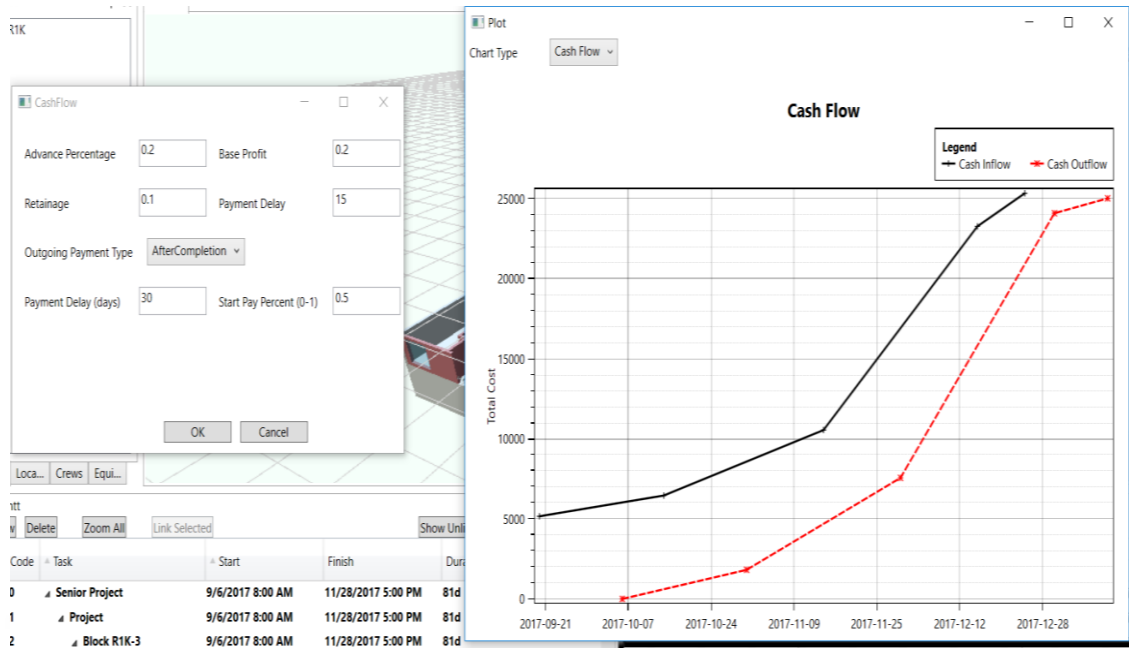 R1K
CashFlow
Advance Percentage 0.2 Base Profit 0.2
Retainage 0.1 Payment Delay 15
Outgoing Payment Type AfterCompletion
Payment Delay (days) 30 Start Pay Percent (0-1) 0.5
OK Cancel
Loca... Crews Equi...
Delete Zoom All Link Selected Show Unli
Code Task Start Finish Dura
0 Senior Project 9/6/2017 8:00 AM 11/28/2017 5:00 PM 81d
1 Project 9/6/2017 8:00 AM 11/28/2017 5:00 PM 81d
2 Block R1K-3 9/6/2017 8:00 AM 11/28/2017 5:00 PM 81d
Plot
Chart Type Cash Flow
Cash Flow
Legend
Cash Inflow Cash Outflow
Total Cost
25000
20000
15000
10000
5000
0
2017-09-21 2017-10-07 2017-10-24 2017-11-09 2017-11-25 2017-12-12 2017-12-28